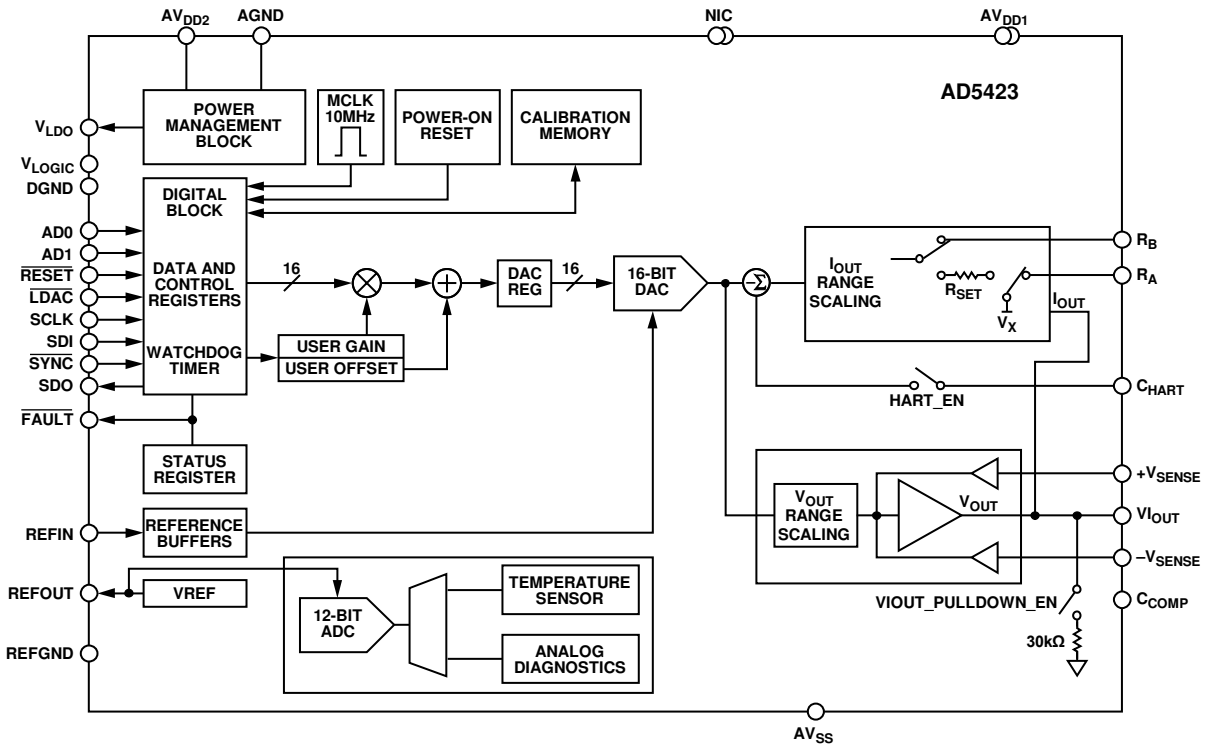 AVDD2
AGND
NIC
AVDD1
AD5423
POWER
MANAGEMENT
BLOCK
MCLK
10MHz
POWER-ON
RESET
CALIBRATION
MEMORY
VLDO
VLOGIC
DGND
AD0
AD1
RESET
LDAC
SCLK
SDI
SYNC
SDO
FAULT
DIGITAL
BLOCK
DATA AND
CONTROL
REGISTERS
WATCHDOG
TIMER
16
USER GAIN
USER OFFSET
DAC
REG
16
16-BIT
DAC
–Σ
IOUT
RANGE
SCALING
RSET
VX
IOUT
RB
RA
HART_EN
CHART
STATUS
REGISTER
VOUT
RANGE
SCALING
VOUT
+VSENSE
VIOUT
–VSENSE
REFIN
REFERENCE
BUFFERS
REFOUT
VREF
12-BIT
ADC
TEMPERATURE
SENSOR
ANALOG
DIAGNOSTICS
VIOUT_PULLDOWN_EN
30kΩ
CCOMP
REFGND
AVSS